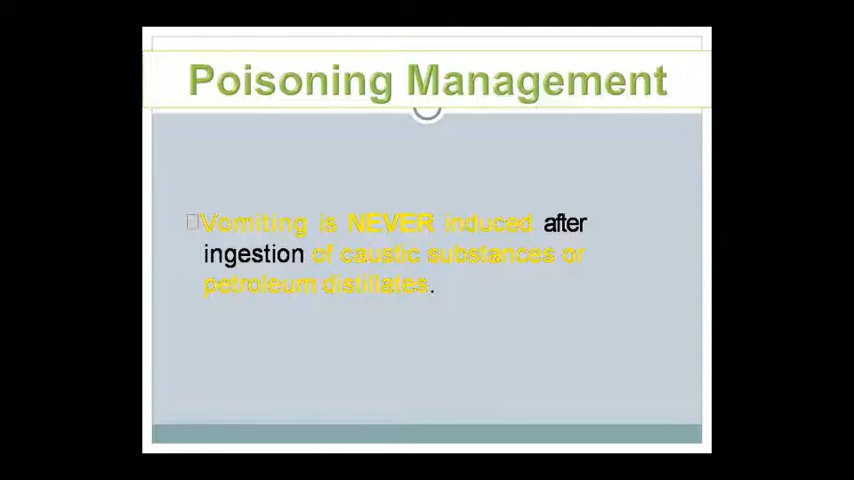 Poisoning Management
Vomiting is NEVER induced after
ingestion of caustic substances or
petroleum distillates.